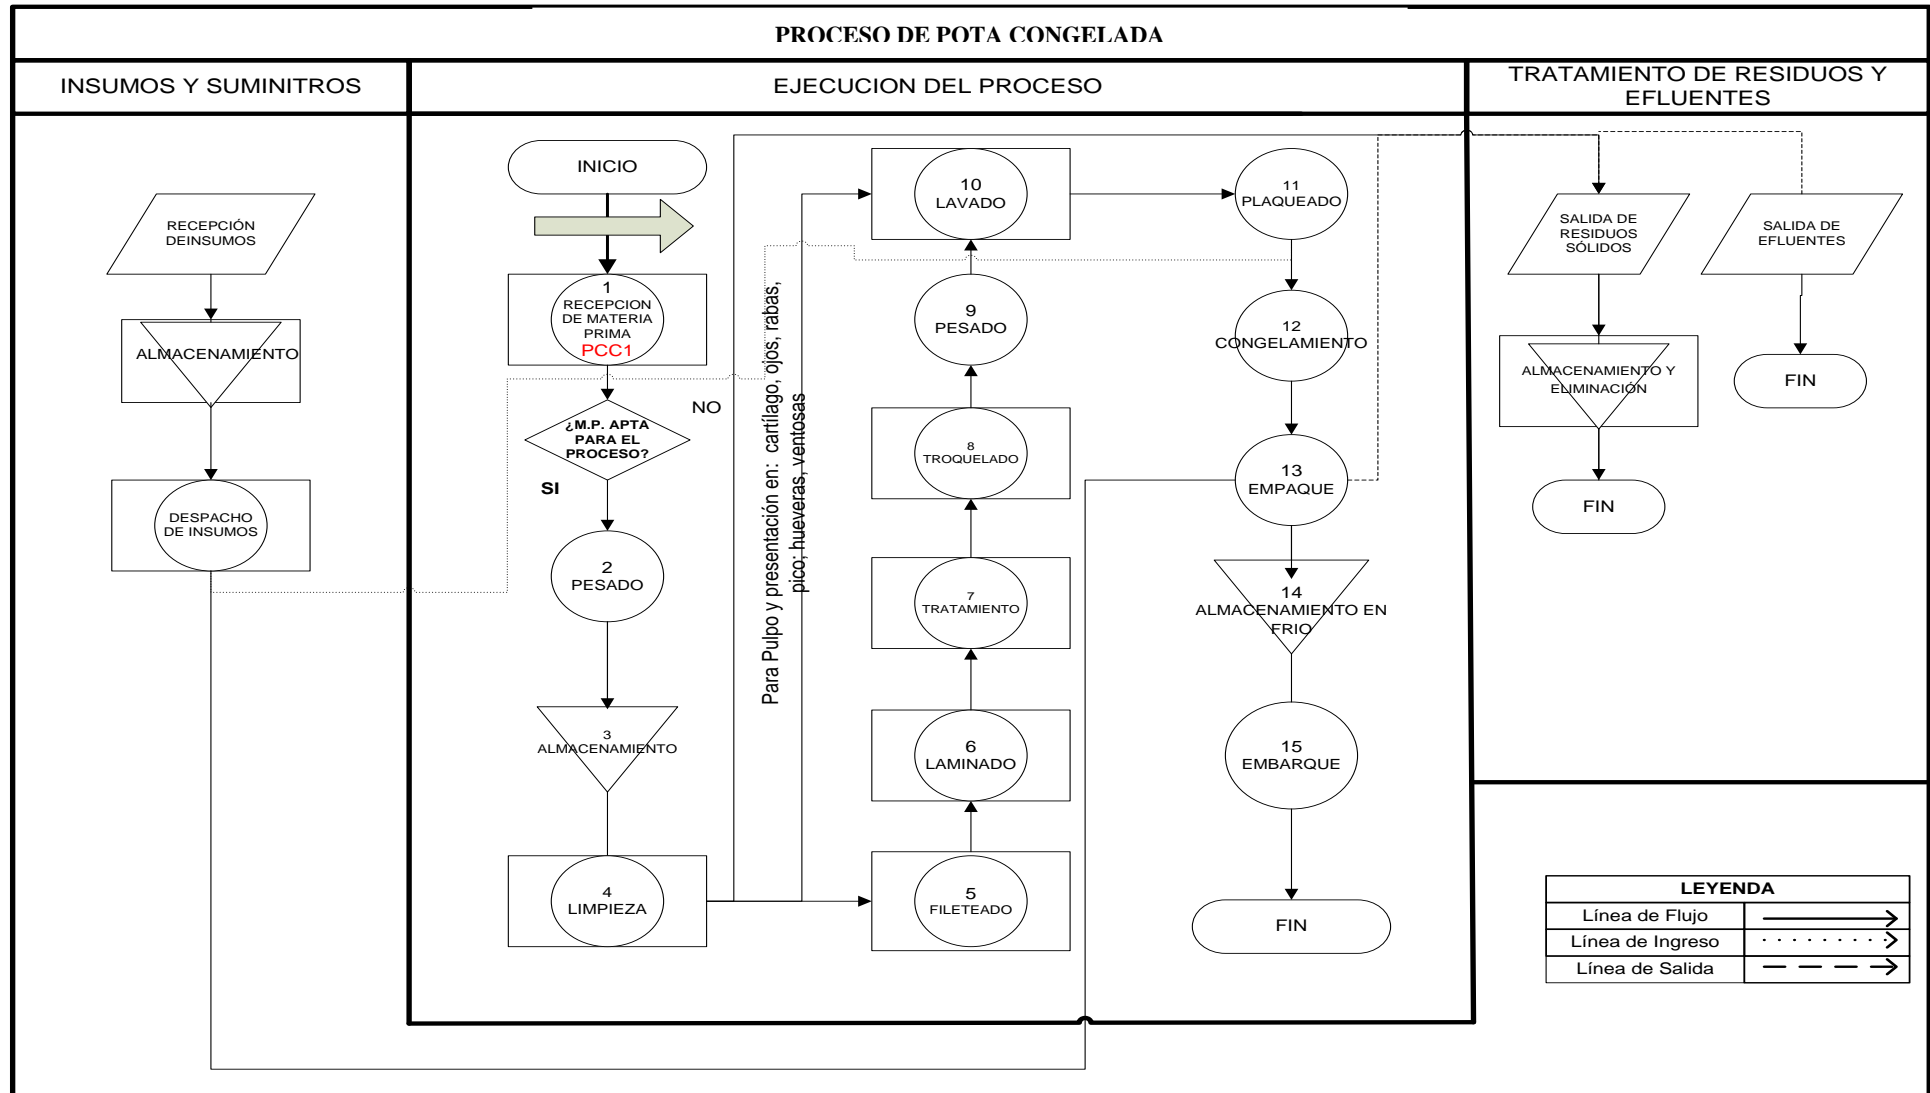 PROCESO DE POTA CONGELADA
INSUMOS Y SUMINITROS
EJECUCION DEL PROCESO
TRATAMIENTO DE RESIDUOS Y
EFLUENTES
RECEPCIÓN
DEINSUMOS
ALMACENAMIENTO
DESPACHO
DE INSUMOS
INICIO
1
RECEPCION
DE MATERIA
PRIMA
PCC1
¿M.P. APTA
PARA EL
PROCESO?
NO
SI
2
PESADO
3
ALMACENAMIENTO
4
LIMPIEZA
Para Pulpo y presentación en: cartílago, ojos, rabas,
pico; hueveras, ventosas
10
LAVADO
9
PESADO
8
TROQUELADO
7
TRATAMIENTO
6
LAMINADO
5
FILETEADO
11
PLAQUEADO
12
CONGELAMIENTO
13
EMPAQUE
14
ALMACENAMIENTO EN
FRIO
15
EMBARQUE
FIN
SALIDA DE
RESIDUOS
SÓLIDOS
ALMACENAMIENTO Y
ELIMINACIÓN
FIN
SALIDA DE
EFLUENTES
FIN
LEYENDA
Línea de Flujo
Línea de Ingreso
Línea de Salida